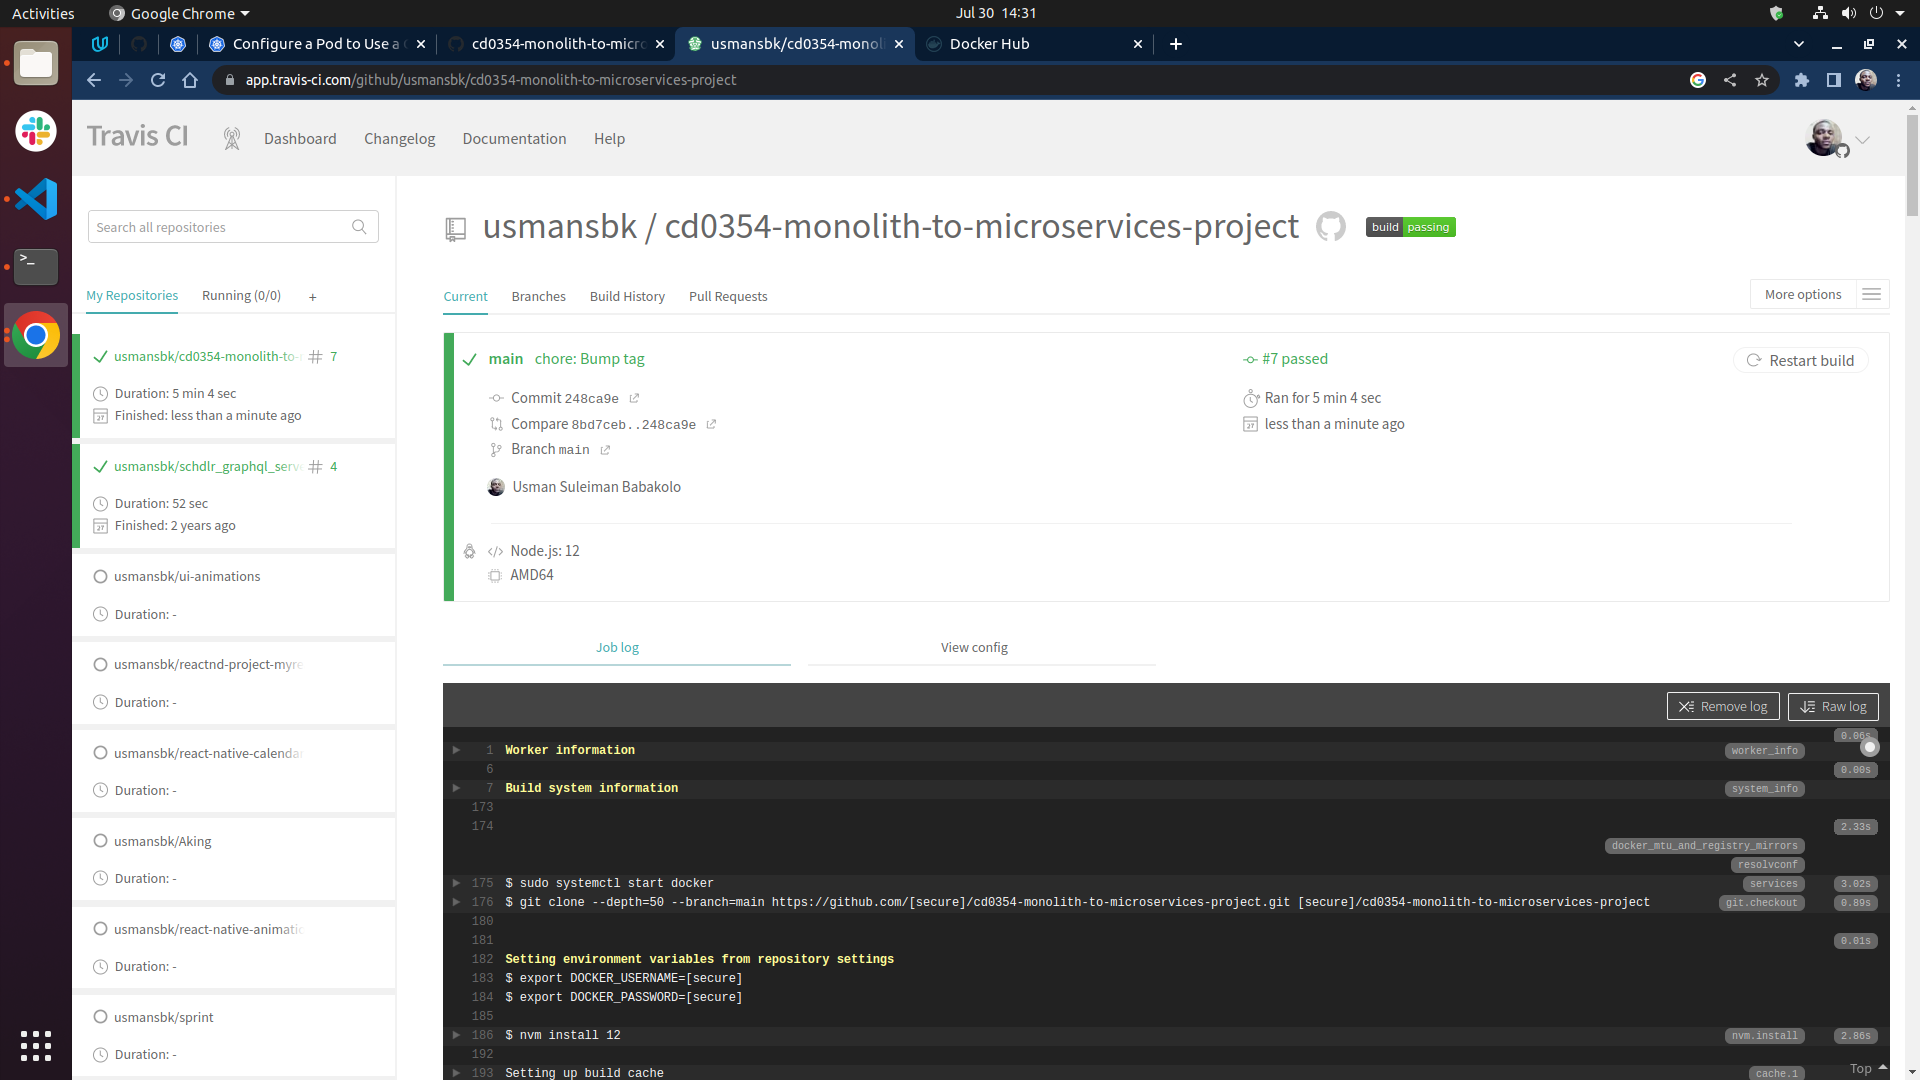 Activities
Google Chrome
Jul 30 14:31
Configure a Pod to Use a
cd0354-monolith-to-micro
usmansbk/cd0354-monol
Docker Hub
app.travis-ci.com/github/usmansbk/cd0354-monolith-to-microservices-project
Travis CI
Dashboard
Changelog
Documentation
Help
Search all repositories
usmansbk / cd0354-monolith-to-microservices-project
build passing
My Repositories
Running (0/0)
+
Current
Branches
Build History
Pull Requests
More options
usmansbk/cd0354-monolith-to- # 7
Duration: 5 min 4 sec
Finished: less than a minute ago
usmansbk/schdlr_graphql_serve # 4
Duration: 52 sec
Finished: 2 years ago
usmansbk/ui-animations
Duration: -
usmansbk/reactnd-project-myre
Duration: -
usmansbk/react-native-calendar
Duration: -
usmansbk/Aking
Duration: -
usmansbk/react-native-animatio
Duration: -
usmansbk/sprint
Duration: -
main chore: Bump tag
#7 passed
Restart build
Commit 248ca9e
Ran for 5 min 4 sec
Compare 8bd7ceb..248ca9e
less than a minute ago
Branch main
Usman Suleiman Babakolo
Node.js: 12
AMD64
Job log
View config
Remove log
Raw log
0.06s
1 Worker information worker_info
6 0.00s
7 Build system information system_info
173
174 2.33s
docker_mtu_and_registry_mirrors
resolvconf
175 $ sudo systemctl start docker services 3.02s
176 $ git clone --depth=50 --branch=main https://github.com/[secure]/cd0354-monolith-to-microservices-project.git [secure]/cd0354-monolith-to-microservices-project git.checkout 0.89s
180
181 0.01s
182 Setting environment variables from repository settings
183 $ export DOCKER_USERNAME=[secure]
184 $ export DOCKER_PASSWORD=[secure]
185
186 $ nvm install 12 nvm.install 2.86s
192
193 Setting up build cache cache.1
Top